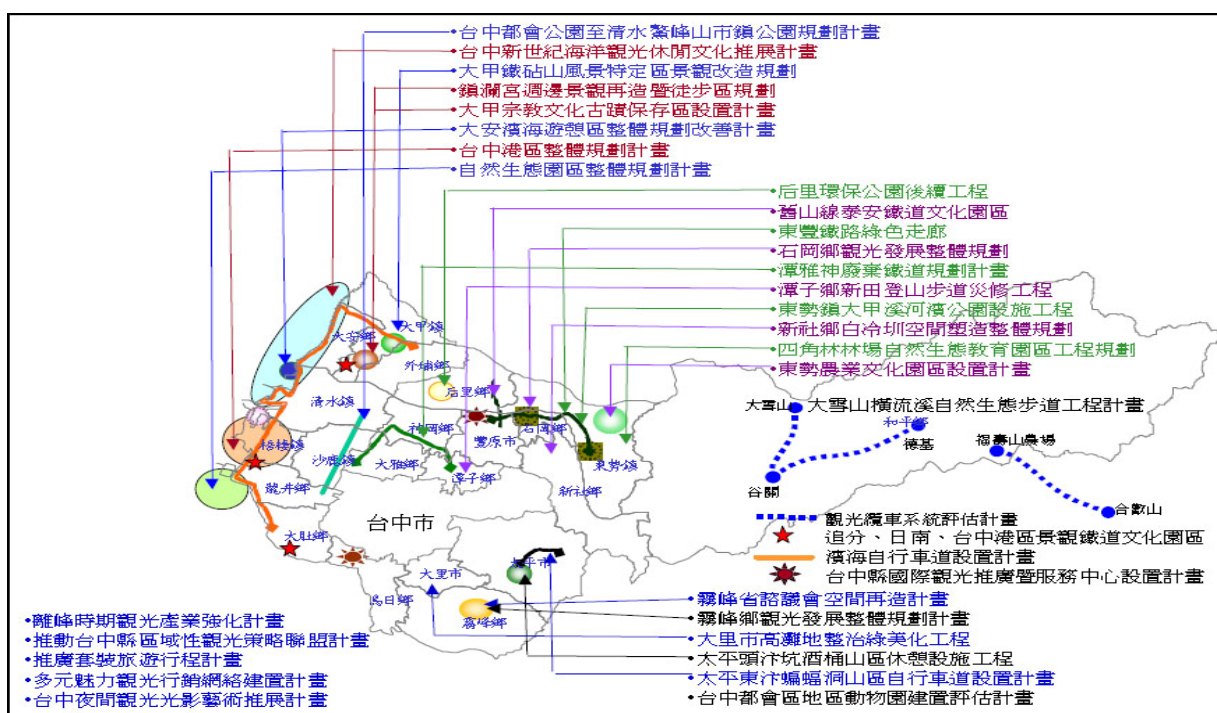 •台中都會公園至清水鰲峰山市鎮公園規劃計畫
•台中新世紀海洋觀光休閒文化推展計畫
•大甲鐵砧山風景特定區景觀改造規劃
•鎮瀾宮週邊景觀再造暨徒步區規劃
•大甲宗教文化古蹟保存區設置計畫
•大安濱海遊憩區整體規劃改善計畫
•台中港區整體規劃計畫
•自然生態園區整體規劃計畫
•后里環保公園後續工程
•舊山線泰安鐵道文化園區
•東豐鐵路綠色走廊
•石岡鄉觀光發展整體規劃
•潭雅神廢棄鐵道規劃計畫
•潭子鄉新田登山步道災修工程
•東勢鎮大甲溪河濱公園設施工程
•新社鄉白冷圳空間塑造整體規劃
•四角林林場自然生態教育園區工程規劃
•東勢農業文化園區設置計畫
大安鄉
大甲鎮
外埔鄉
后里鄉
清水鎮
神岡鄉
豐原市
石岡鄉
梧棲鎮
沙鹿鎮
大雅鄉
潭子鄉
東勢鎮
新社鄉
龍井鄉
台中市
大肚鄉
大里市
太平市
烏日鄉
霧峰鄉
大雪山
大雪山橫流溪自然生態步道工程計畫
和平鄉
德基
福壽山農場
谷關
合歡山
觀光纜車系統評估計畫
追分、日南、台中港區景觀鐵道文化園區
濱海自行車道設置計畫
台中縣國際觀光推廣暨服務中心設置計畫
•霧峰省諮議會空間再造計畫
•霧峰鄉觀光發展整體規劃計畫
•大里市高灘地整治綠美化工程
•太平頭汴坑酒桶山區休憩設施工程
•太平東汴蝙蝠洞山區自行車道設置計畫
•台中都會區地區動物園建置評估計畫
•離峰時期觀光產業強化計畫
•推動台中縣區域性觀光策略聯盟計畫
•推廣套裝旅遊行程計畫
•多元魅力觀光行銷網絡建置計畫
•台中夜間觀光光影藝術推展計畫